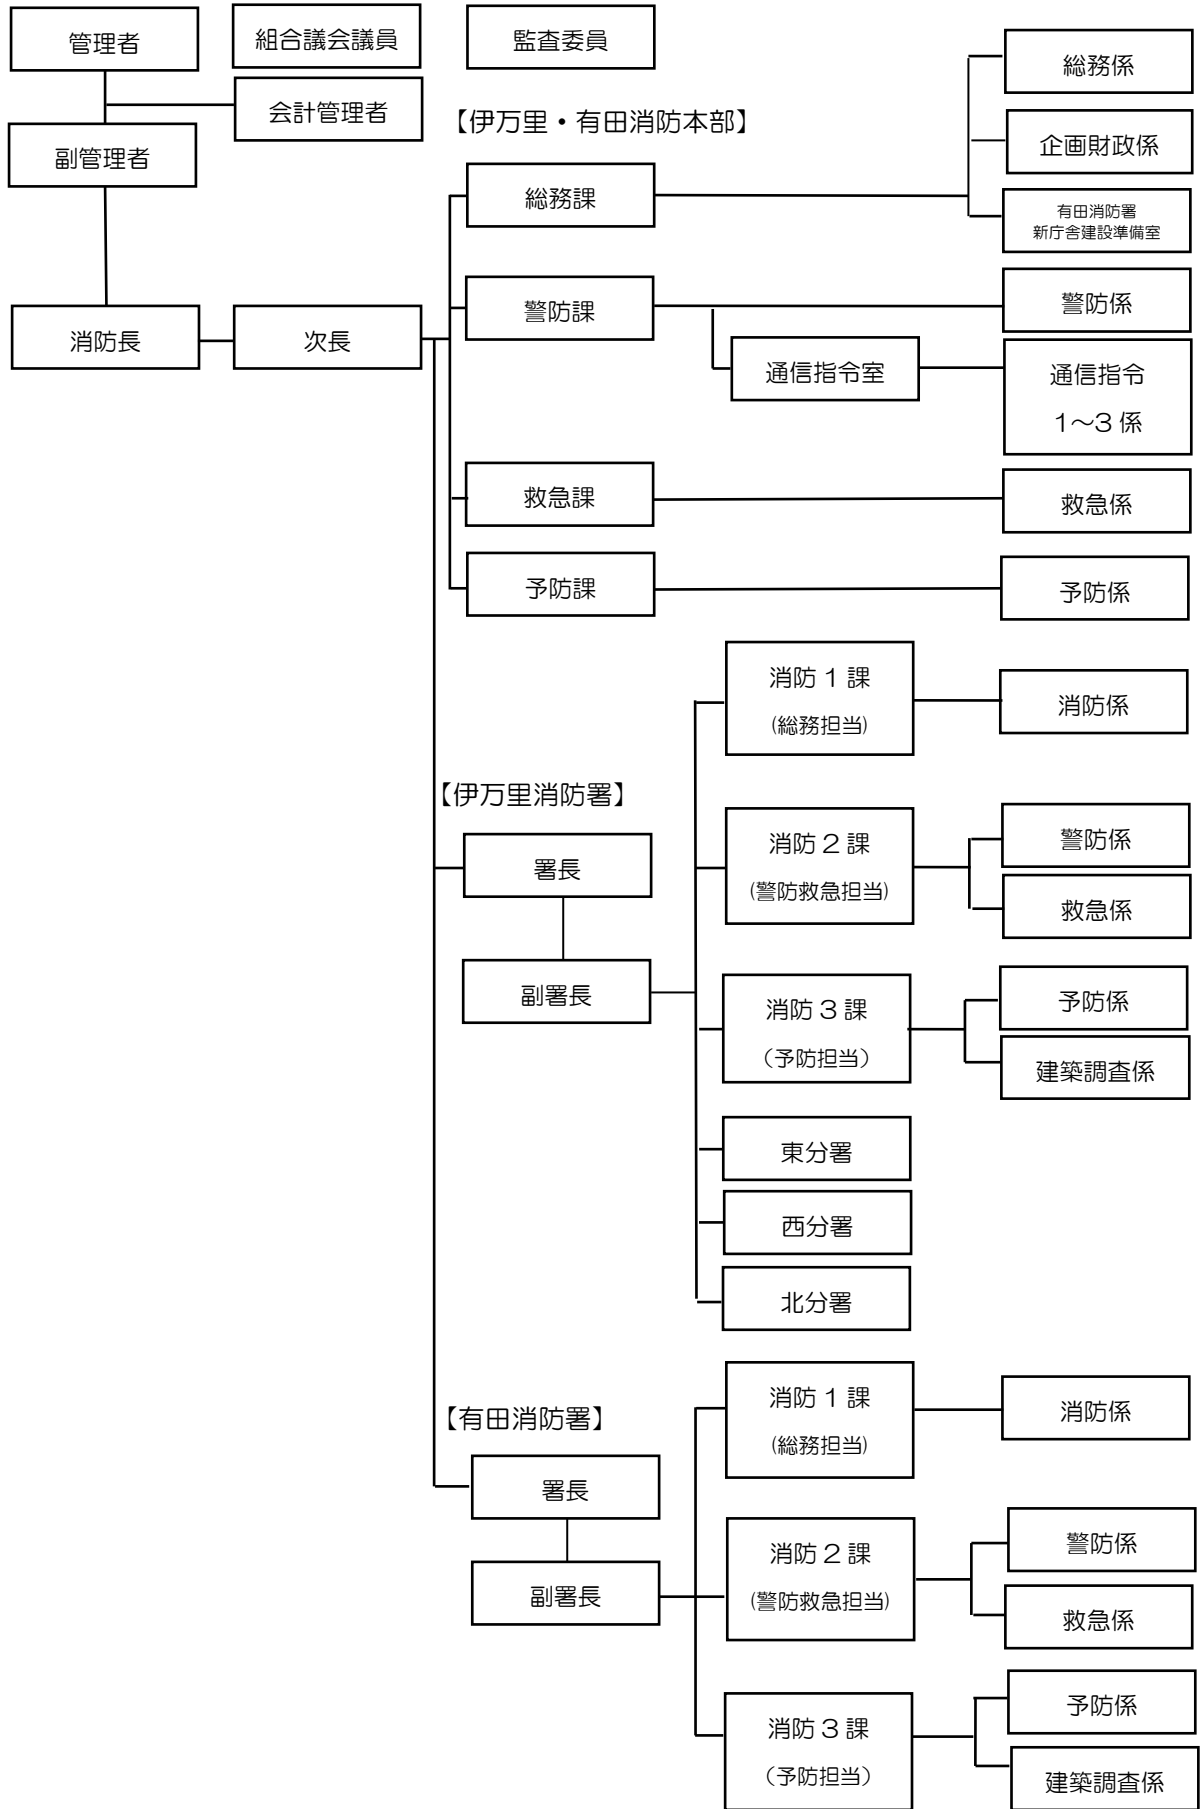 管理者
組合議会議員
監査委員
会計管理者
副管理者
消防長
次長
【伊万里・有田消防本部】
総務課
総務係
企画財政係
有田消防署
新庁舎建設準備室
警防課
警防係
通信指令室
通信指令
1～3 係
救急課
救急係
予防課
予防係
【伊万里消防署】
署長
副署長
消防 1 課
(総務担当)
消防係
消防 2 課
(警防救急担当)
警防係
救急係
消防 3 課
（予防担当）
予防係
建築調査係
東分署
西分署
北分署
【有田消防署】
署長
副署長
消防 1 課
(総務担当)
消防係
消防 2 課
(警防救急担当)
警防係
救急係
消防 3 課
（予防担当）
予防係
建築調査係